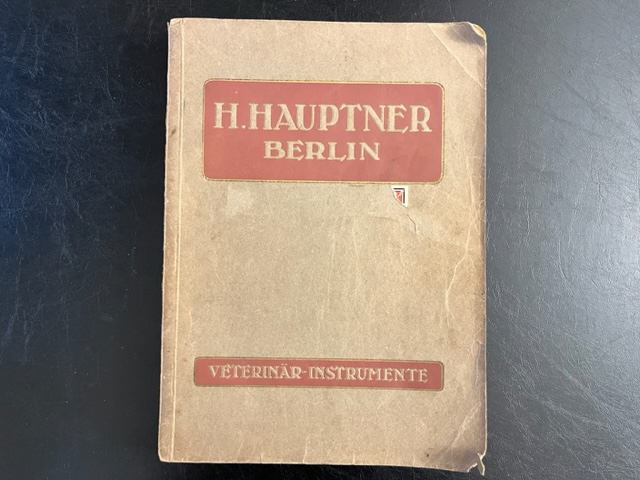 H. HAUPTNER
BERLIN
VETERINÄR-INSTRUMENTE